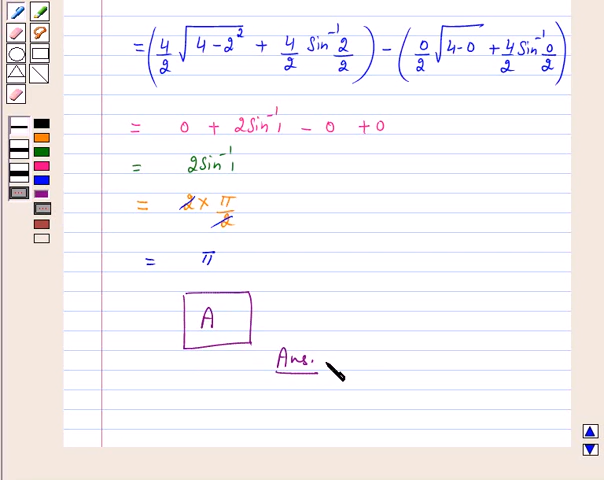 = (4/2 √(4-2²) + 4/2 Sin⁻¹ 2/2) - (0/2 √(4-0) + 4/2 Sin⁻¹ 0/2)
= 0 + 2Sin⁻¹1 - 0 + 0
= 2Sin⁻¹1
= 2 × π/2
= π
A
Ans.